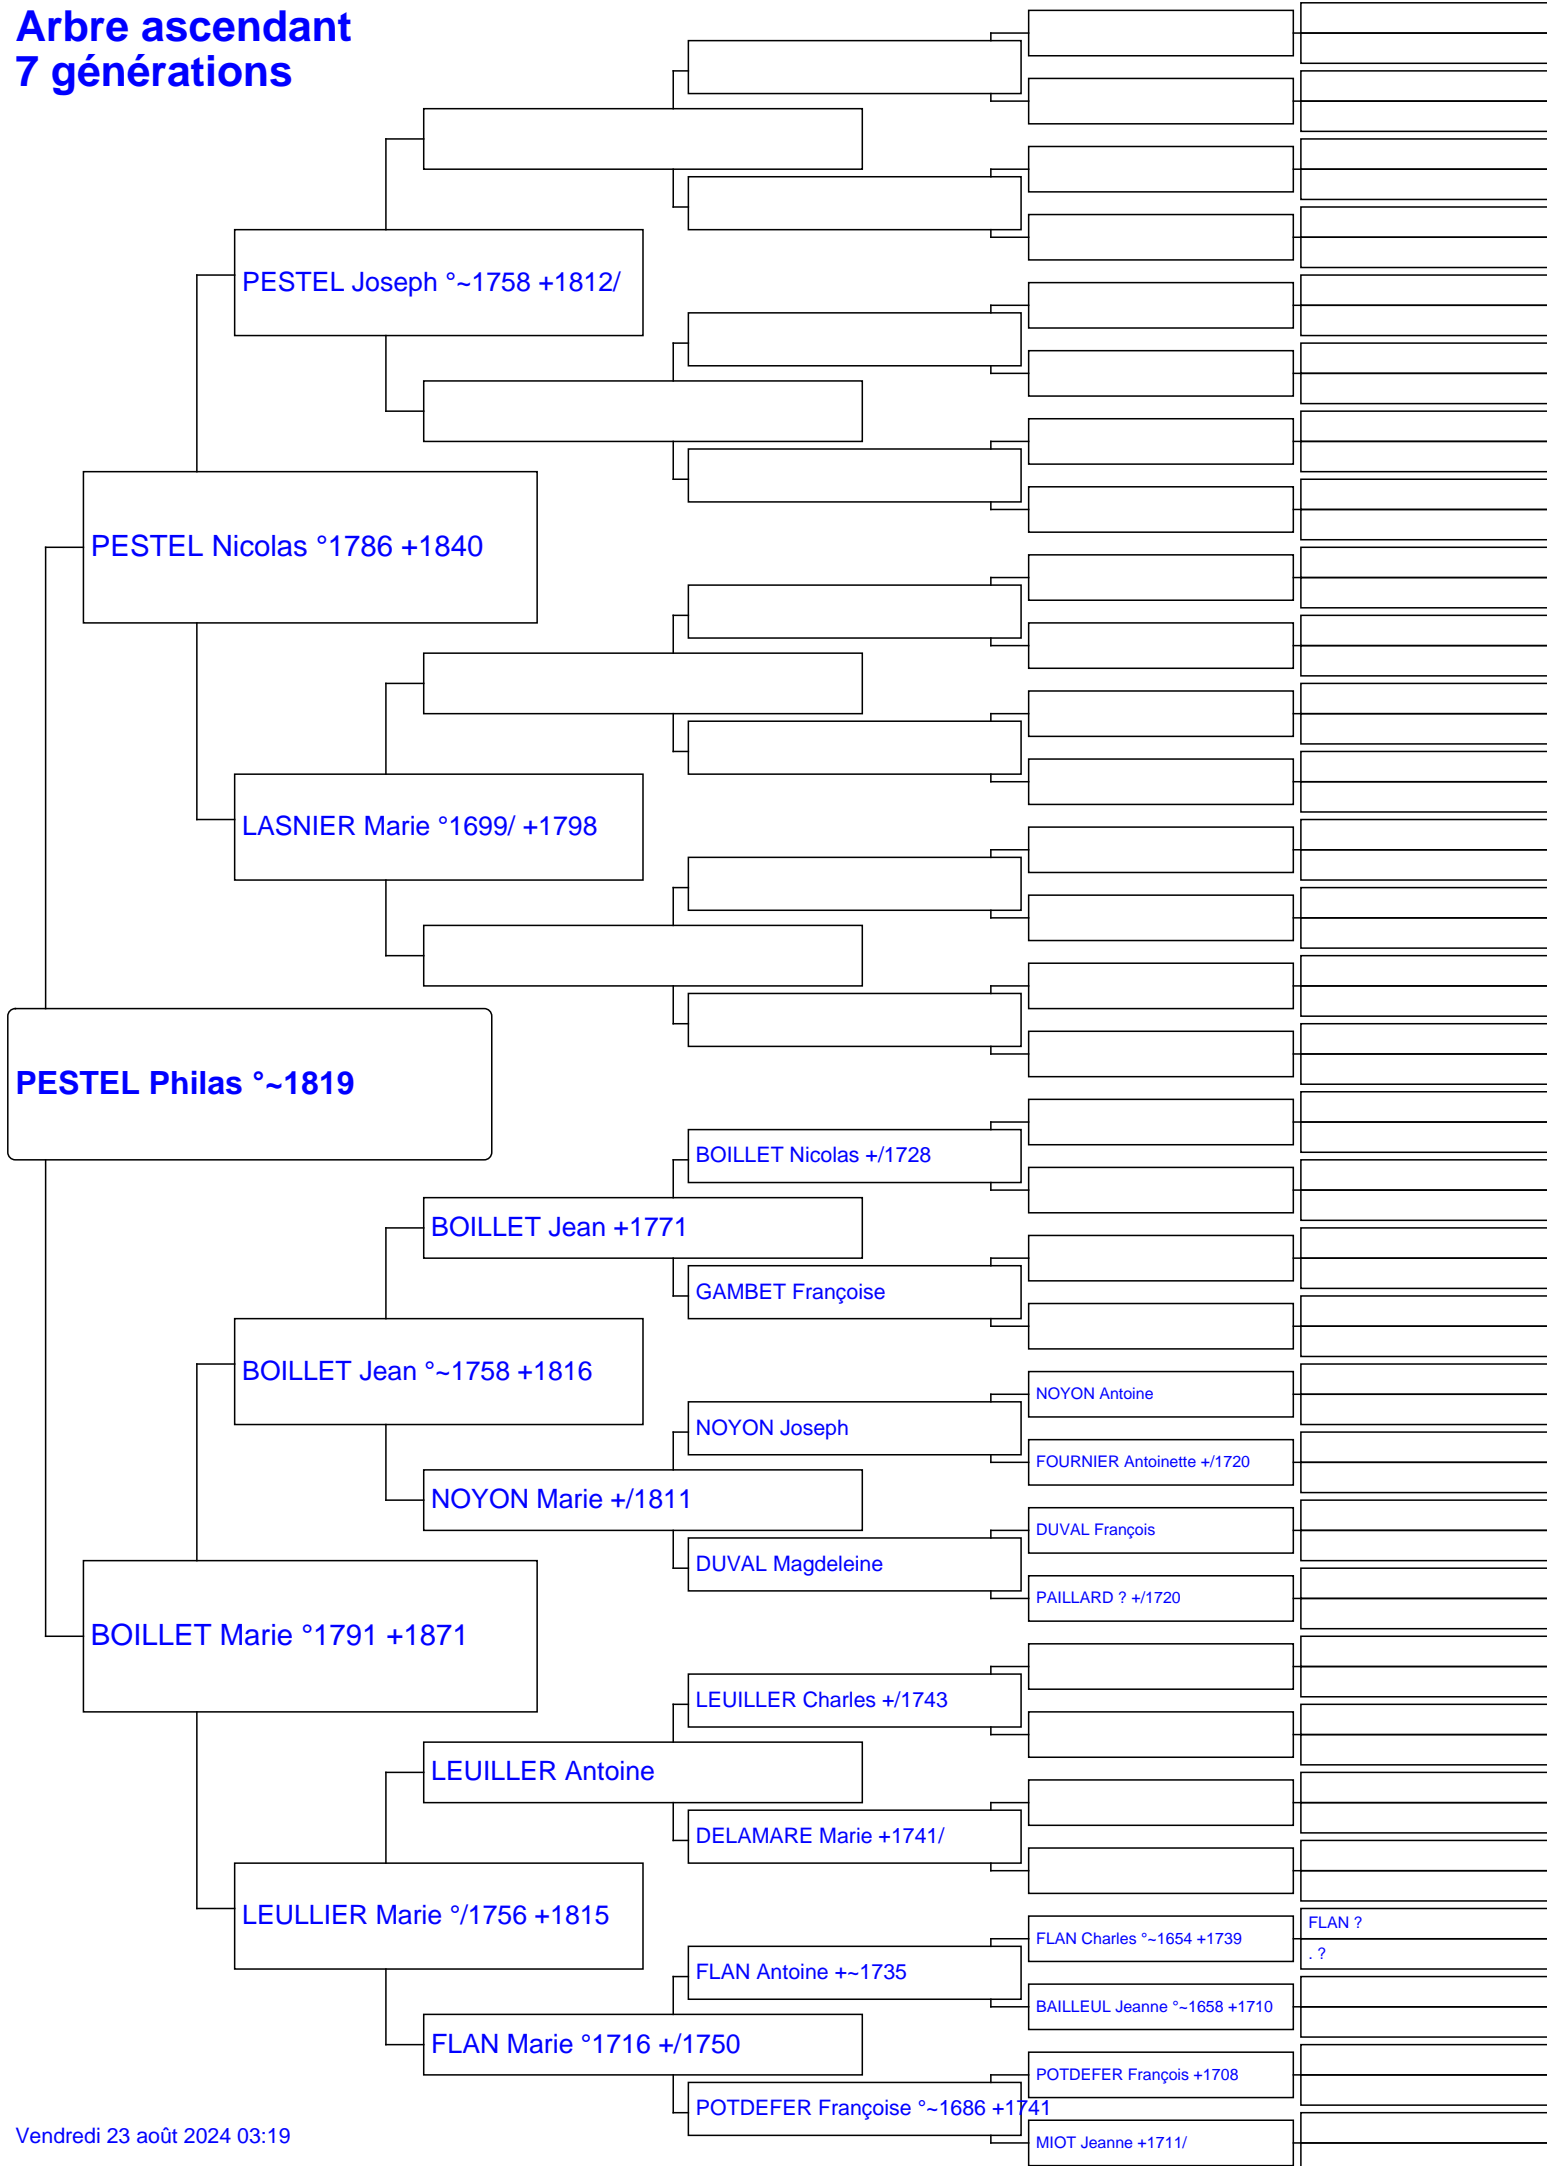 Arbre ascendant
7 générations
PESTEL Joseph °~1758 +1812/
PESTEL Nicolas °1786 +1840
LASNIER Marie °1699/ +1798
PESTEL Philas °~1819
BOILLET Nicolas +/1728
BOILLET Jean +1771
GAMBET Françoise
BOILLET Jean °~1758 +1816
NOYON Antoine
NOYON Joseph
FOURNIER Antoinette +/1720
NOYON Marie +/1811
DUVAL François
DUVAL Magdeleine
PAILLARD ? +/1720
BOILLET Marie °1791 +1871
LEUILLER Charles +/1743
LEUILLER Antoine
DELAMARE Marie +1741/
LEULLIER Marie °/1756 +1815
FLAN ?
FLAN Charles °~1654 +1739
. ?
FLAN Antoine +~1735
BAILLEUL Jeanne °~1658 +1710
FLAN Marie °1716 +/1750
POTDEFER François +1708
POTDEFER Françoise °~1686 +1741
MIOT Jeanne +1711/
Vendredi 23 août 2024 03:19